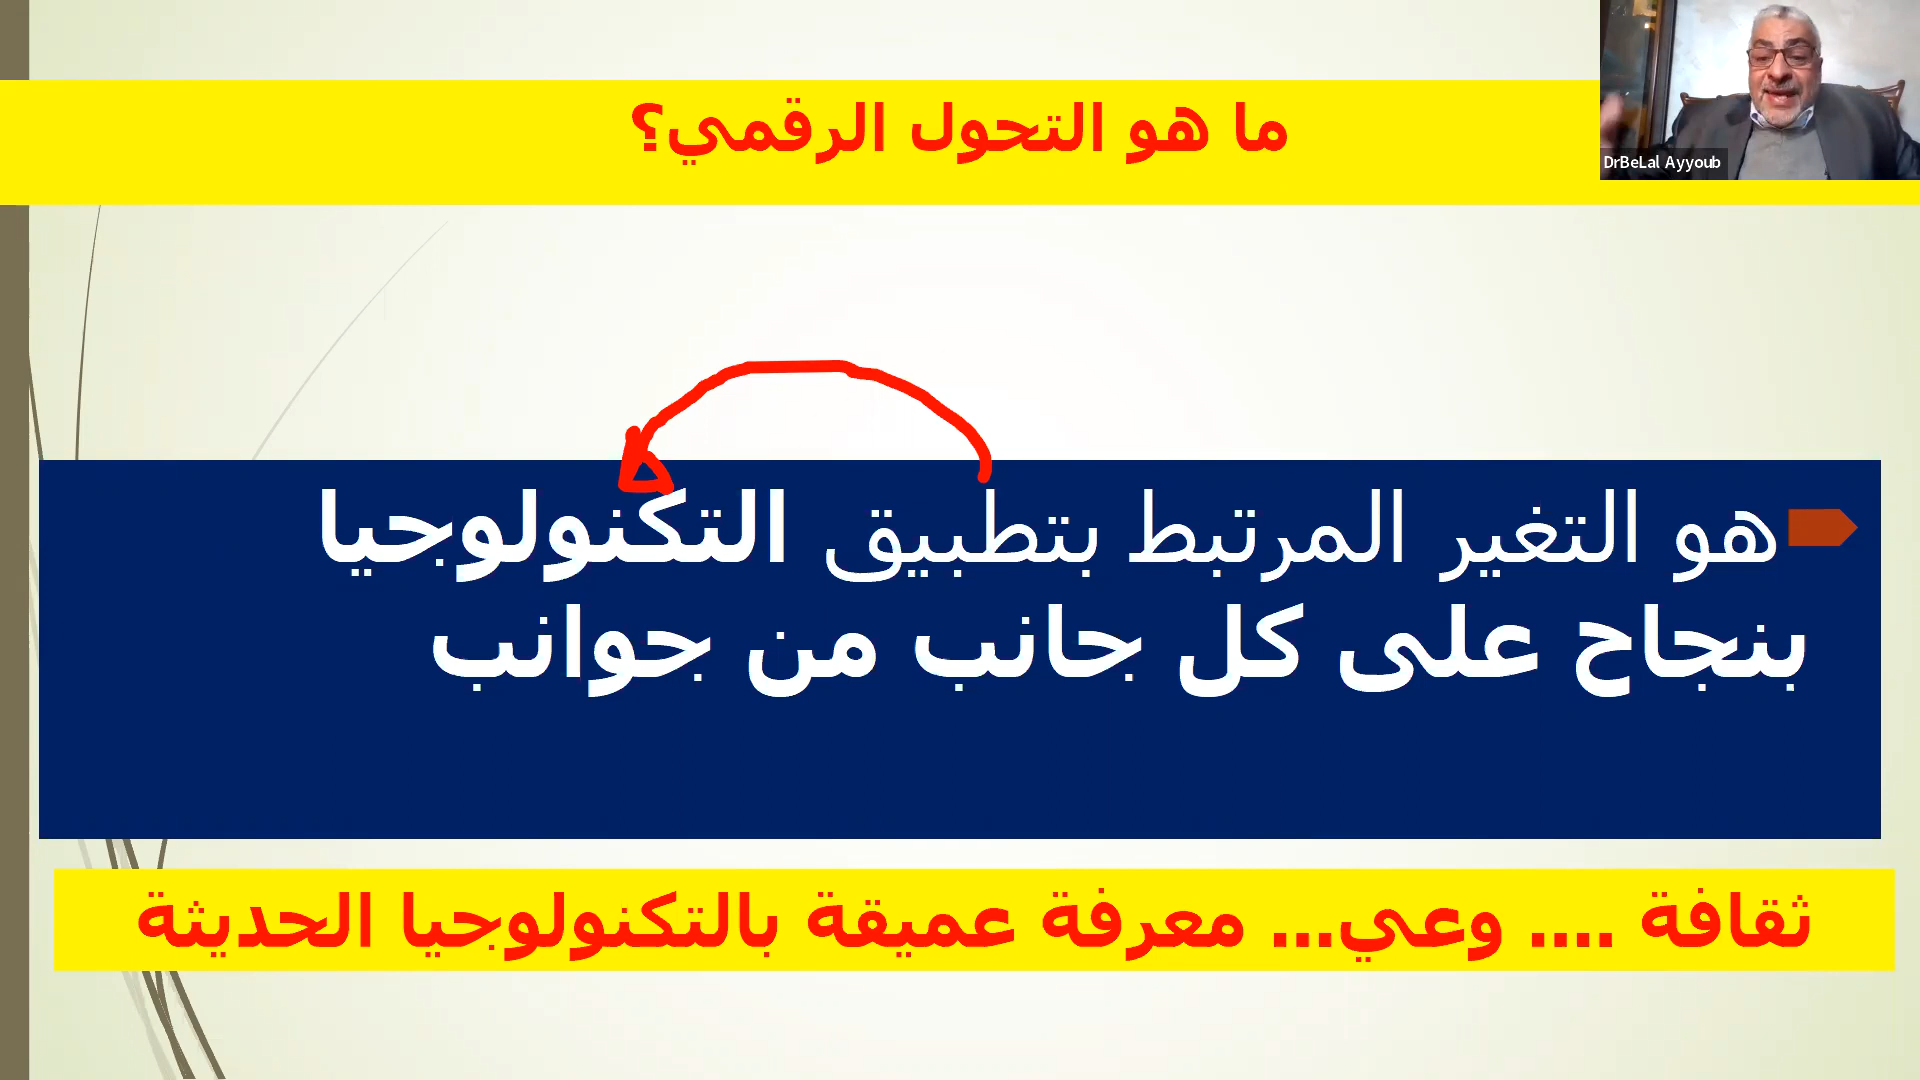 ما هو التحول الرقمي؟
DrBeLal Ayyoub
هو التغير المرتبط بتطبيق التكنولوجيا
بنجاح على كل جانب من جوانب
ثقافة .... وعي... معرفة عميقة بالتكنولوجيا الحديثة